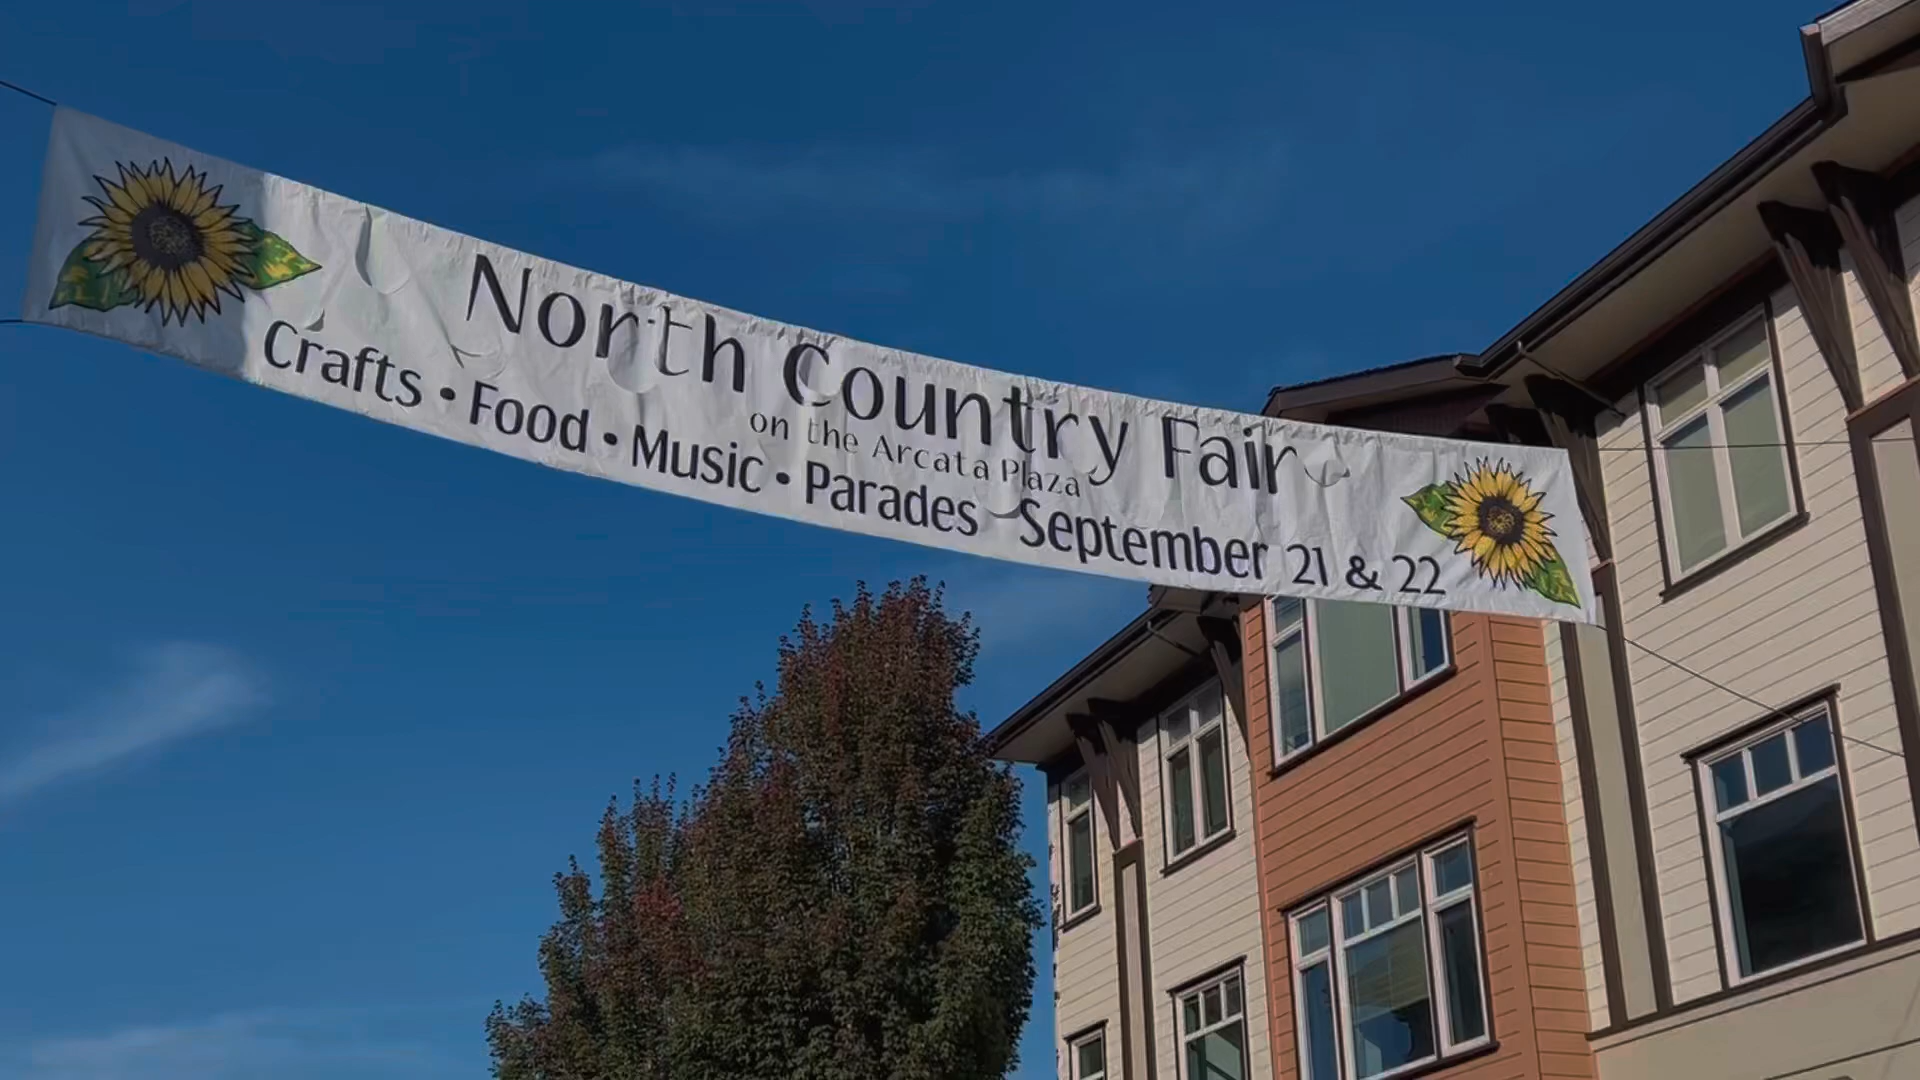 North Country Fair
on the Arcata Plaza
Crafts • Food • Music • Parades September 21 & 22